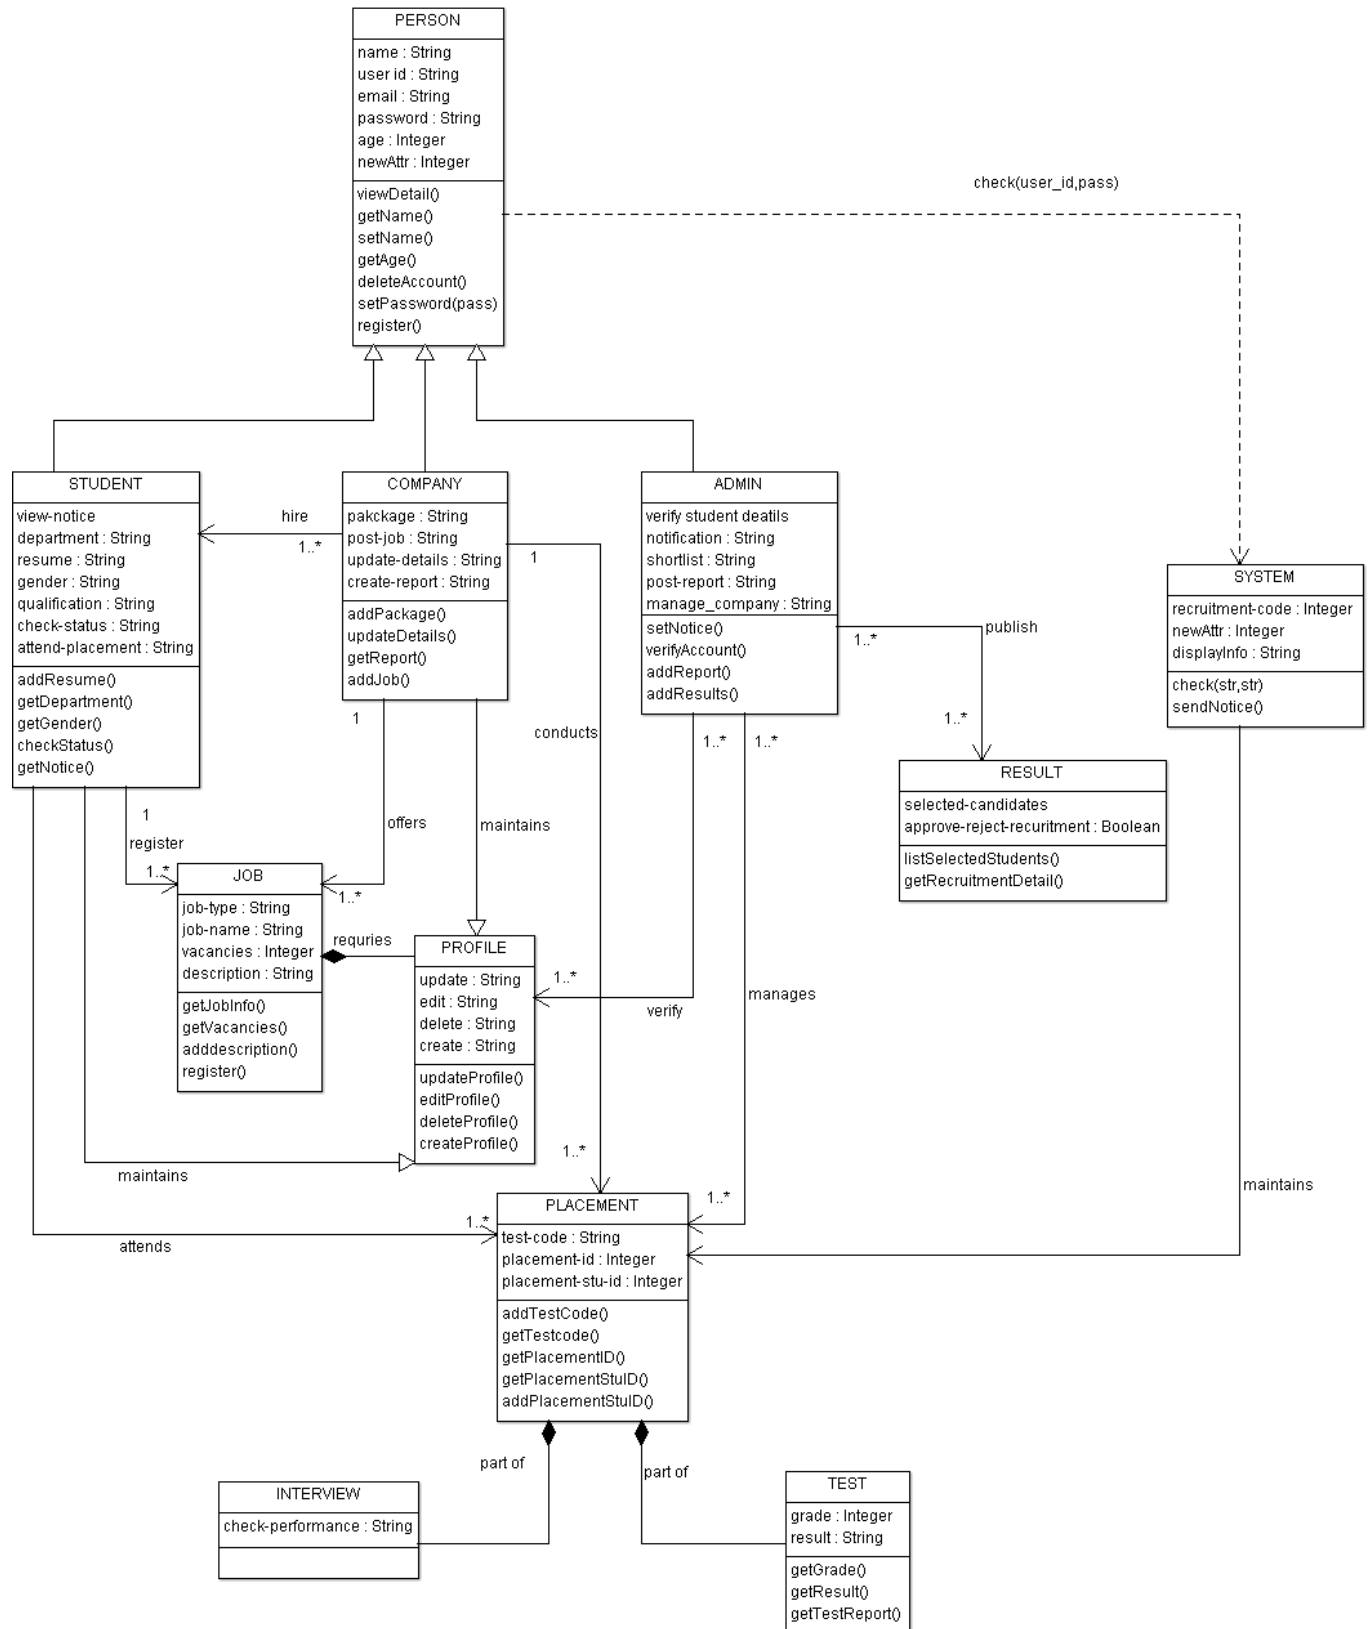 PERSON
name : String
user id : String
email : String
password : String
age : Integer
newAttr : Integer
viewDetail()
getName()
setName()
getAge()
deleteAccount()
setPassword(pass)
register()
check(user_id,pass)
STUDENT
view-notice
department : String
resume : String
gender : String
qualification : String
check-status : String
attend-placement : String
addResume()
getDepartment()
getGender()
checkStatus()
getNotice()
hire
1..*
COMPANY
pakckage : String
post-job : String
update-details : String
create-report : String
addPackage()
updateDetails()
getReport()
addJob()
1
conducts
1..*
ADMIN
verify student deatils
notification : String
shortlist : String
post-report : String
manage_company : String
setNotice()
verifyAccount()
addReport()
addResults()
1..*
publish
1..*
SYSTEM
recruitment-code : Integer
newAttr : Integer
displayInfo : String
check(str,str)
sendNotice()
RESULT
selected-candidates
approve-reject-recuritment : Boolean
listSelectedStudents()
getRecruitmentDetail()
1
register
1..*
1
offers
1..*
maintains
1..*
1..*
verify
1..*
manages
1..*
JOB
job-type : String
job-name : String
vacancies : Integer
description : String
getJobInfo()
getVacancies()
adddescription()
register()
requries
PROFILE
update : String
edit : String
delete : String
create : String
updateProfile()
editProfile()
deleteProfile()
createProfile()
maintains
attends
1..*
maintains
PLACEMENT
test-code : String
placement-id : Integer
placement-stu-id : Integer
addTestCode()
getTestcode()
getPlacementID()
getPlacementStuID()
addPlacementStuID()
part of
part of
INTERVIEW
check-performance : String
TEST
grade : Integer
result : String
getGrade()
getResult()
getTestReport()